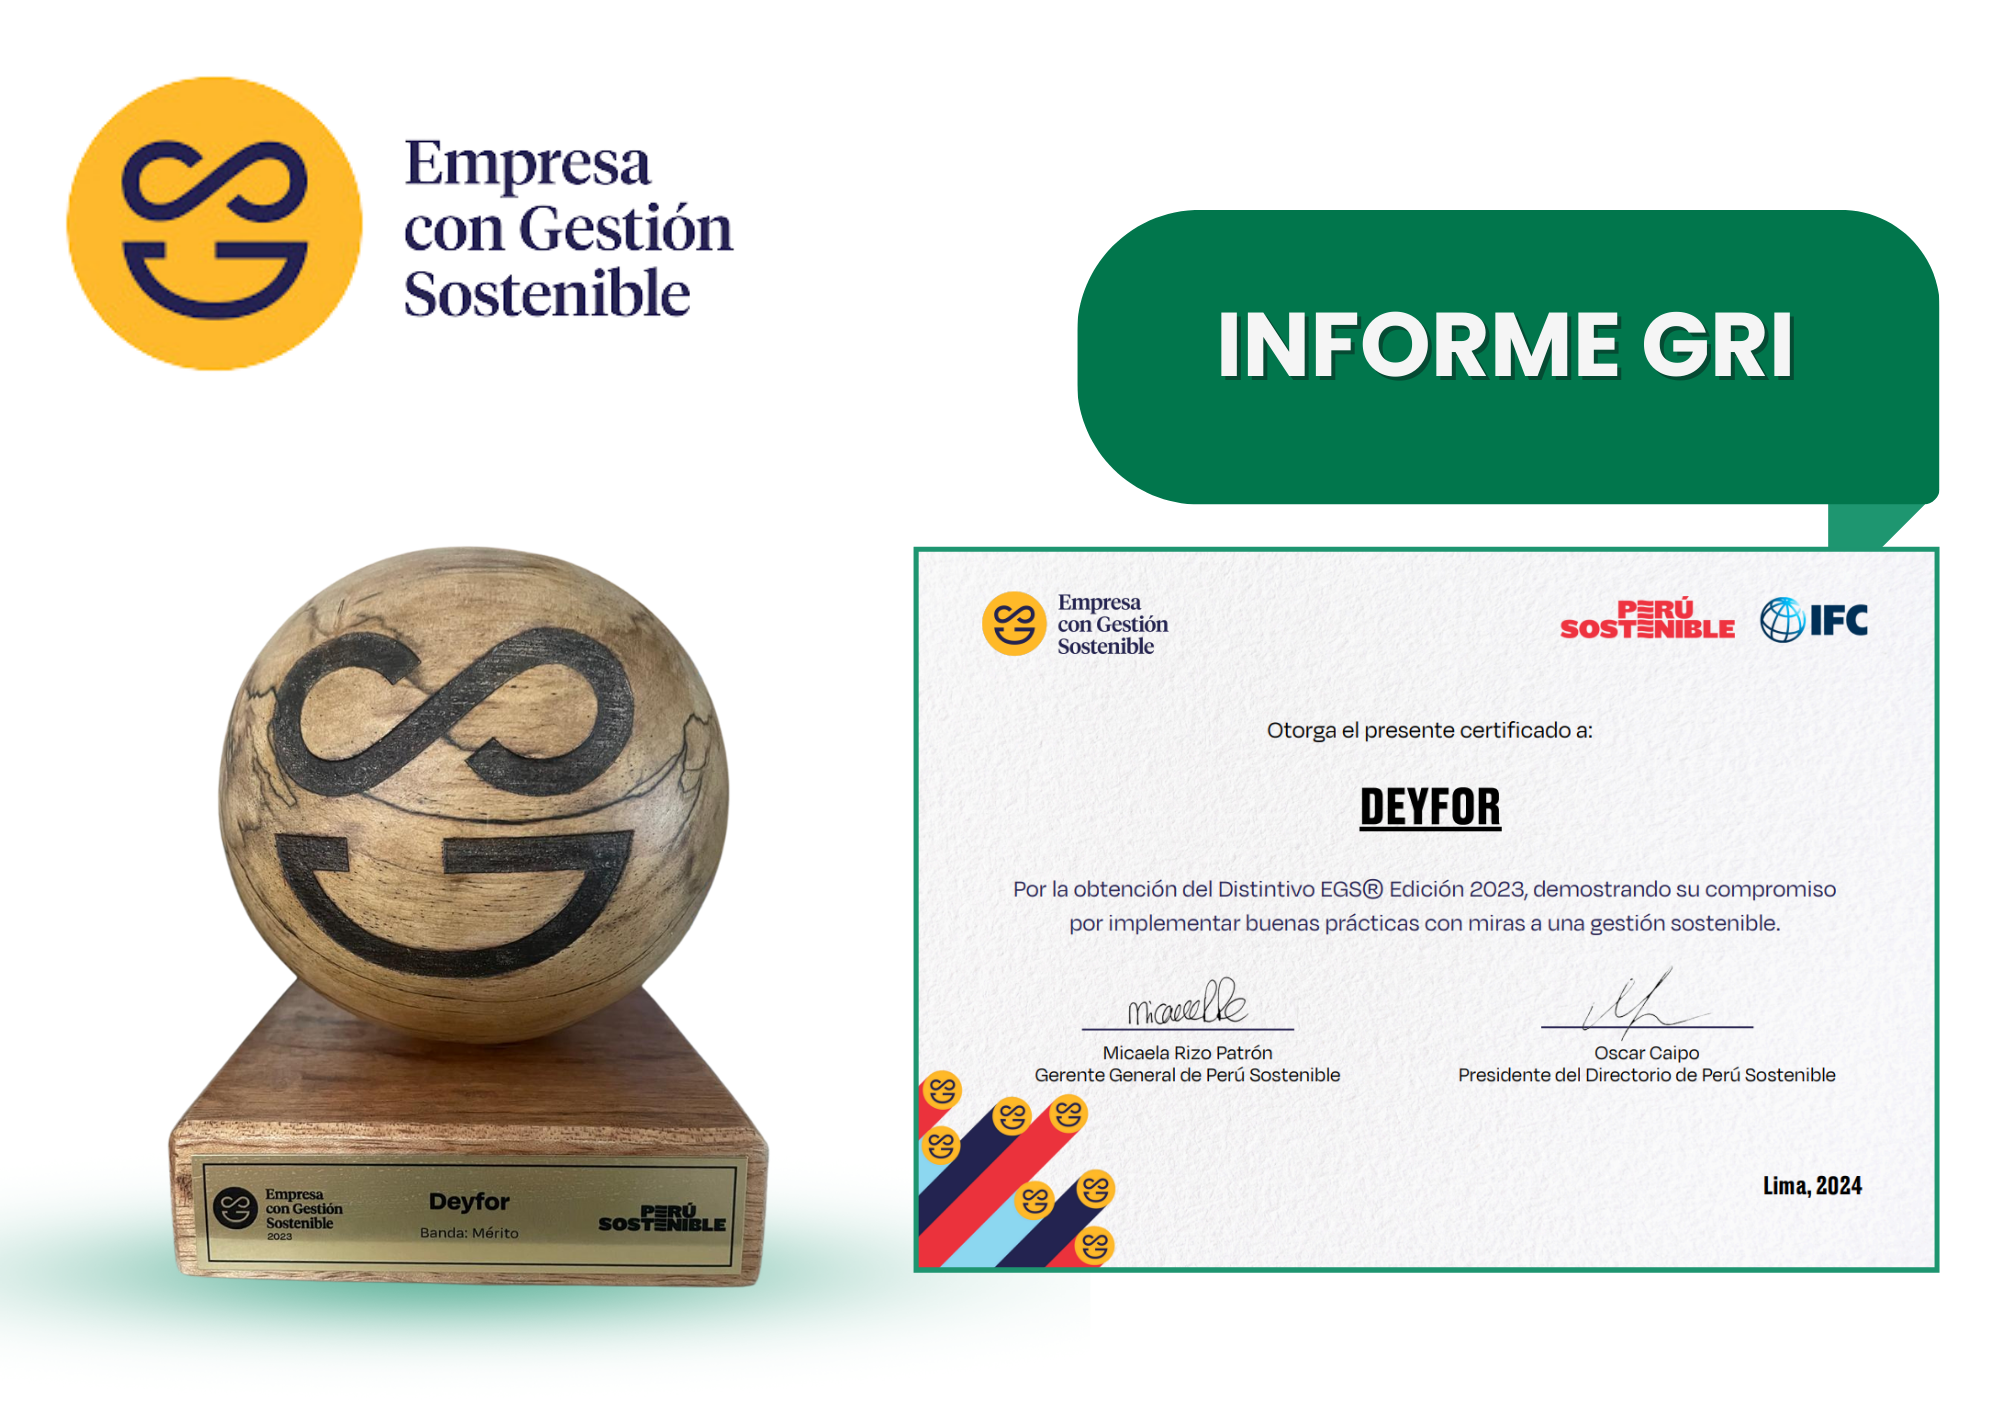 Empresa
con Gestión
Sostenible
INFORME GRI
Empresa
con Gestión
Sostenible
PERÚ
SOSTENIBLE
IFC
Otorga el presente certificado a:
DEYFOR
Por la obtención del Distintivo EGS® Edición 2023, demostrando su compromiso
por implementar buenas prácticas con miras a una gestión sostenible.
Micaela Rizo Patrón
Gerente General de Perú Sostenible
Oscar Caipo
Presidente del Directorio de Perú Sostenible
Lima, 2024
Empresa
con Gestión
Sostenible
2023
Deyfor
Banda: Mérito
PERÚ
SOSTENIBLE